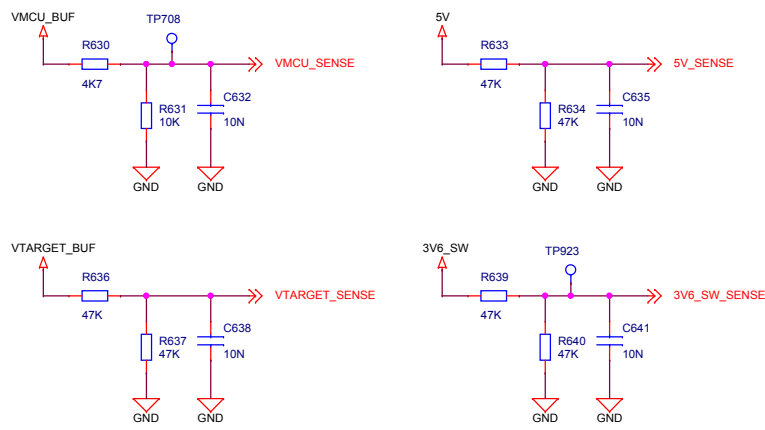 VMCU_BUF
TP708
R630
4K7
VMCU_SENSE
R631
10K
C632
10N
GND
GND
5V
R633
47K
5V_SENSE
R634
47K
C635
10N
GND
GND
VTARGET_BUF
R636
47K
VTARGET_SENSE
R637
47K
C638
10N
GND
GND
3V6_SW
TP923
R639
47K
3V6_SW_SENSE
R640
47K
C641
10N
GND
GND